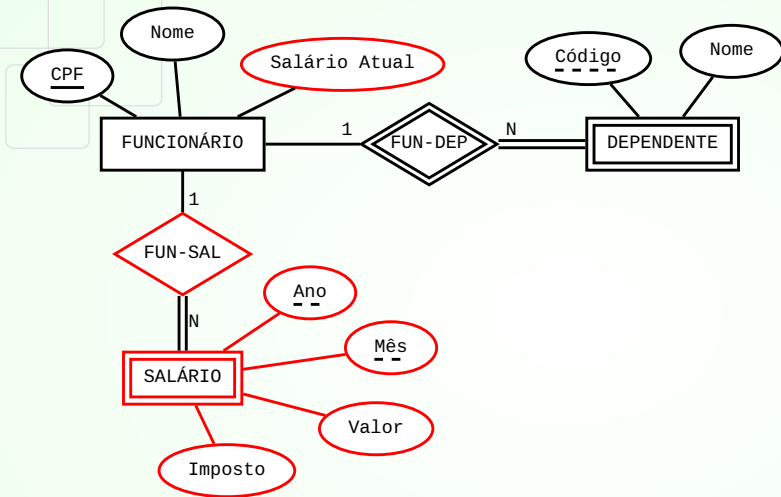 Nome
CPF
Salário Atual
Código
Nome
FUNCIONÁRIO
1
FUN-DEP
N
DEPENDENTE
1
FUN-SAL
Ano
N
Mês
SALÁRIO
Valor
Imposto